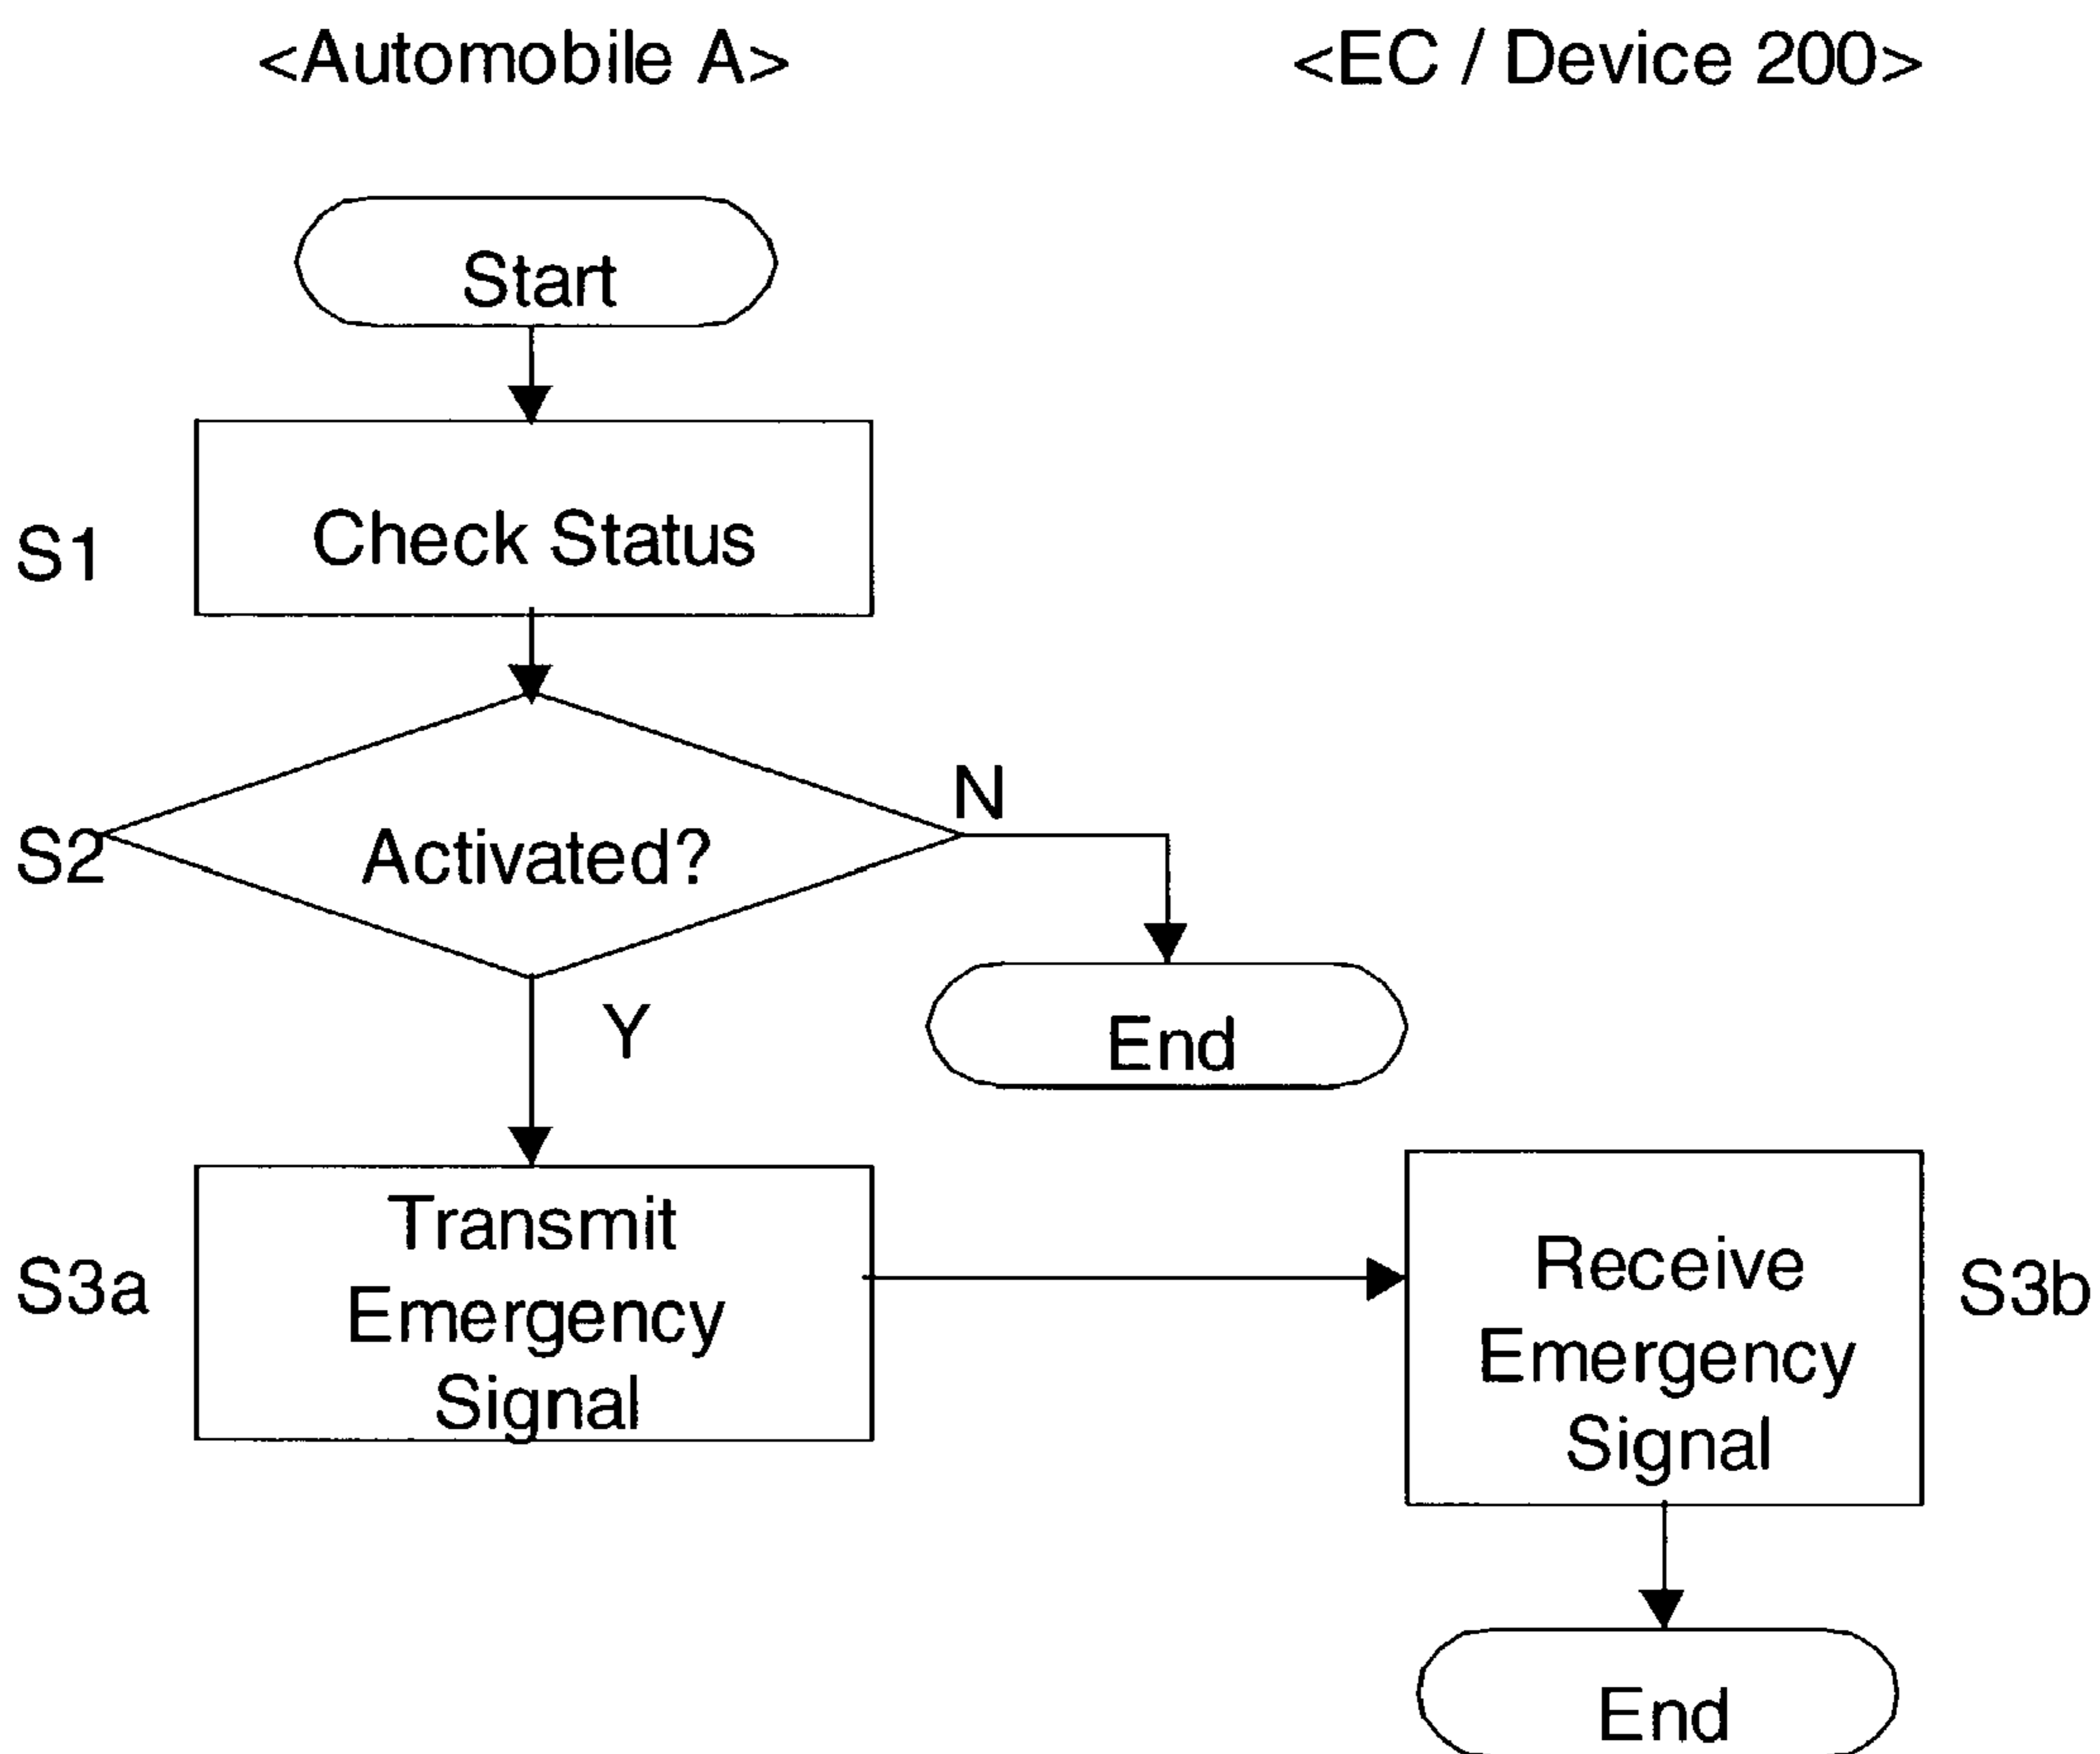 <Automobile A>
<EC / Device 200>
Start
S1
Check Status
S2
Activated?
N
Y
End
S3a
Transmit
Emergency
Signal
Receive
Emergency
Signal
S3b
End